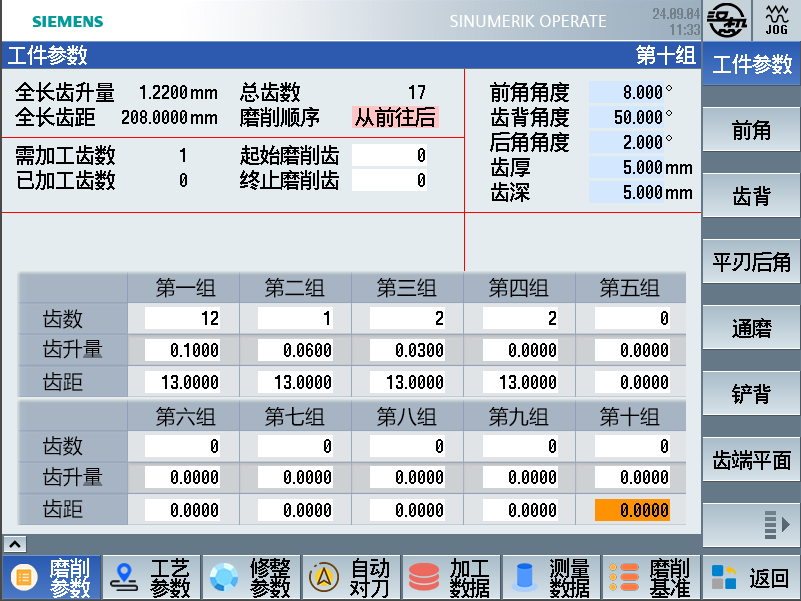 SIEMENS
SINUMERIK OPERATE
24.09.04
11:33
JOG
工件参数
第十组
工件参数
全长齿升量 1.2200mm 总齿数 17
全长齿距 208.0000mm 磨削顺序 从前往后
需加工齿数 1 起始磨削齿 0
已加工齿数 0 终止磨削齿 0
前角角度 8.000°
齿背角度 50.000°
后角角度 2.000°
齿厚 5.000mm
齿深 5.000mm
第一组 第二组 第三组 第四组 第五组
齿数 12 1 2 2 0
齿升量 0.1000 0.0600 0.0300 0.0000 0.0000
齿距 13.0000 13.0000 13.0000 13.0000 0.0000
第六组 第七组 第八组 第九组 第十组
齿数 0 0 0 0 0
齿升量 0.0000 0.0000 0.0000 0.0000 0.0000
齿距 0.0000 0.0000 0.0000 0.0000 0.0000
前角
齿背
平刃后角
通磨
铲背
齿端平面
磨削参数
工艺参数
修整参数
自动对刀
加工数据
测量数据
磨削基准
返回